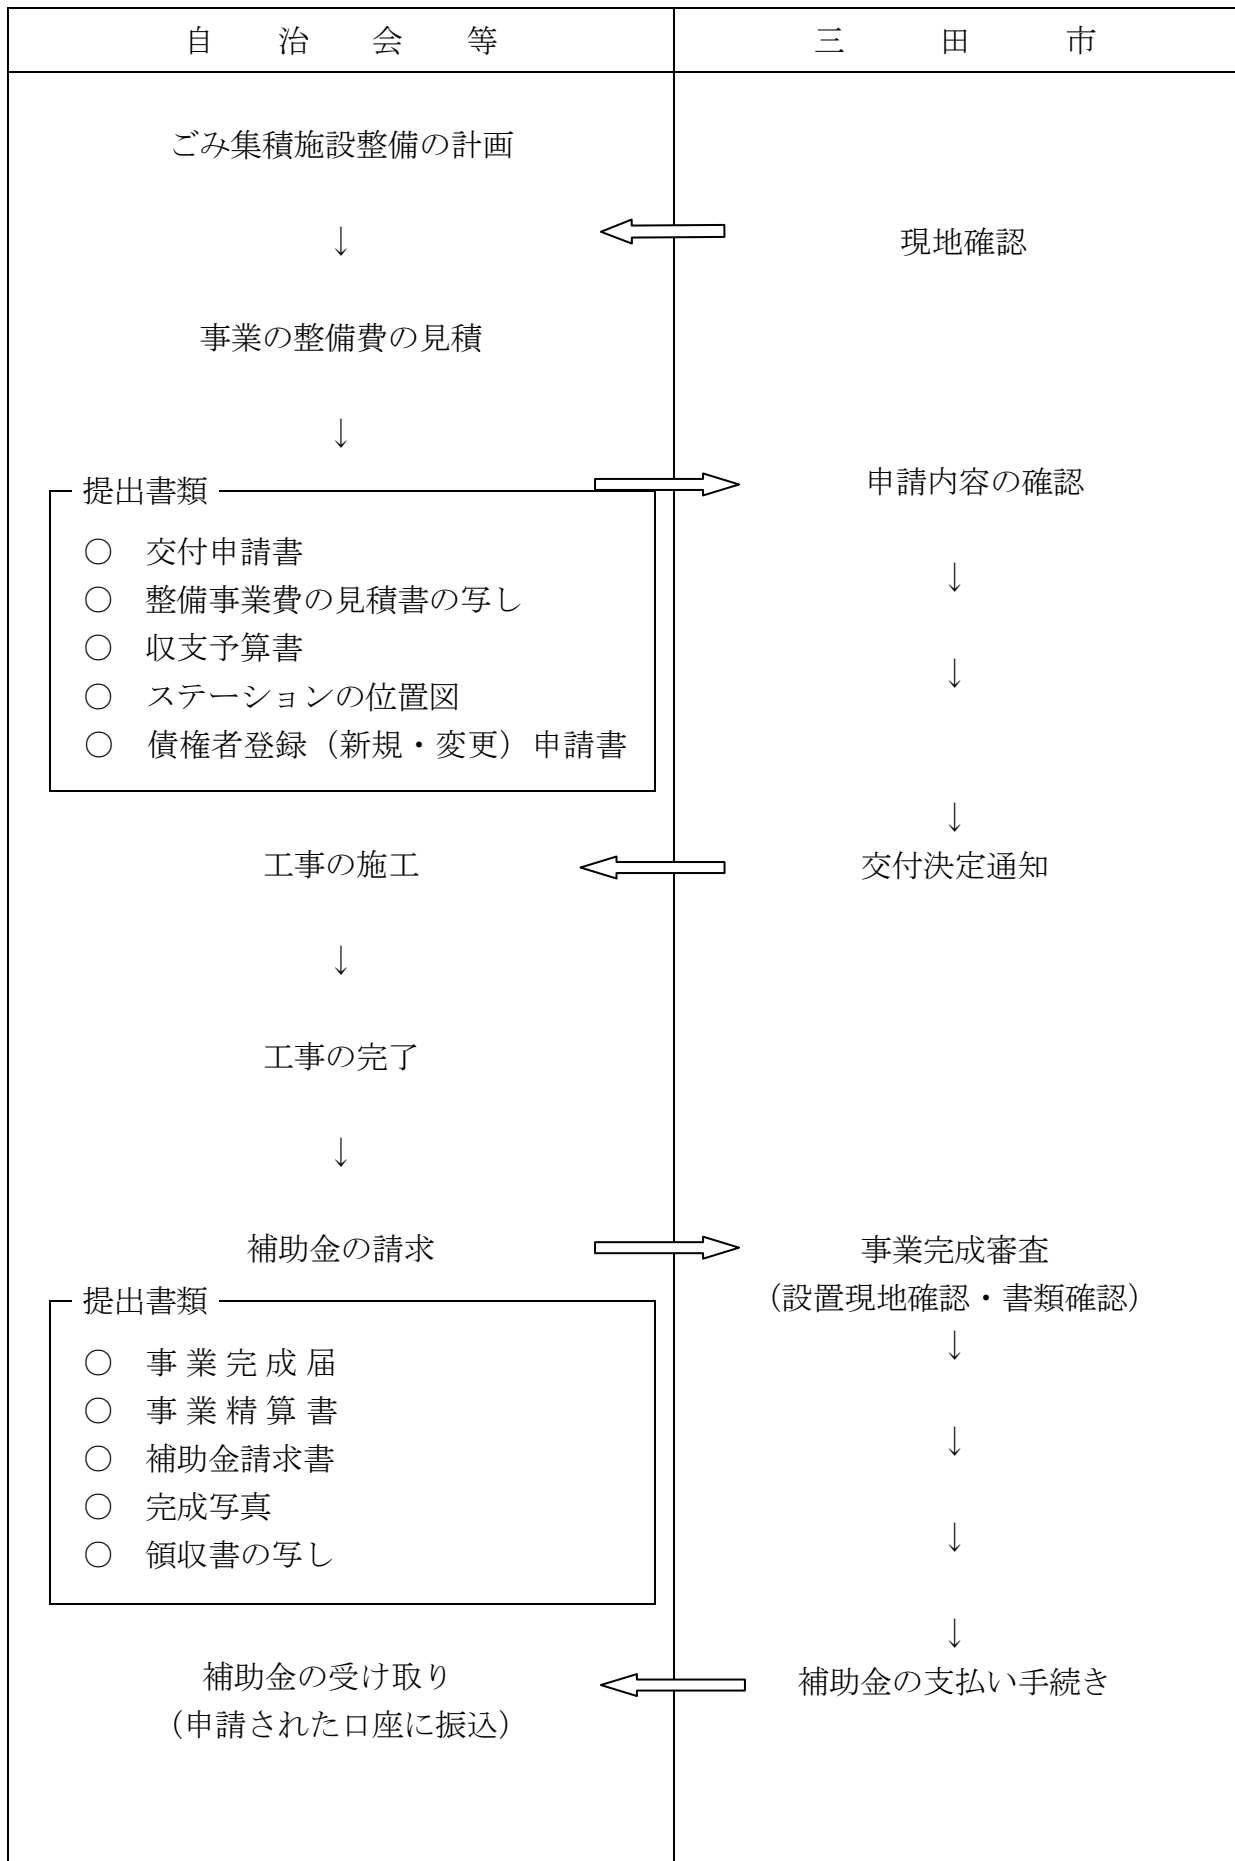 自治会等
三田市
ごみ集積施設整備の計画
↓
現地確認
事業の整備費の見積
↓
提出書類
○ 交付申請書
○ 整備事業費の見積書の写し
○ 収支予算書
○ ステーションの位置図
○ 債権者登録（新規・変更）申請書
申請内容の確認
↓
↓
↓
交付決定通知
工事の施工
↓
工事の完了
↓
補助金の請求
提出書類
○ 事業完成届
○ 事業精算書
○ 補助金請求書
○ 完成写真
○ 領収書の写し
事業完成審査
（設置現地確認・書類確認）
↓
↓
↓
↓
補助金の支払い手続き
補助金の受け取り
（申請された口座に振込）